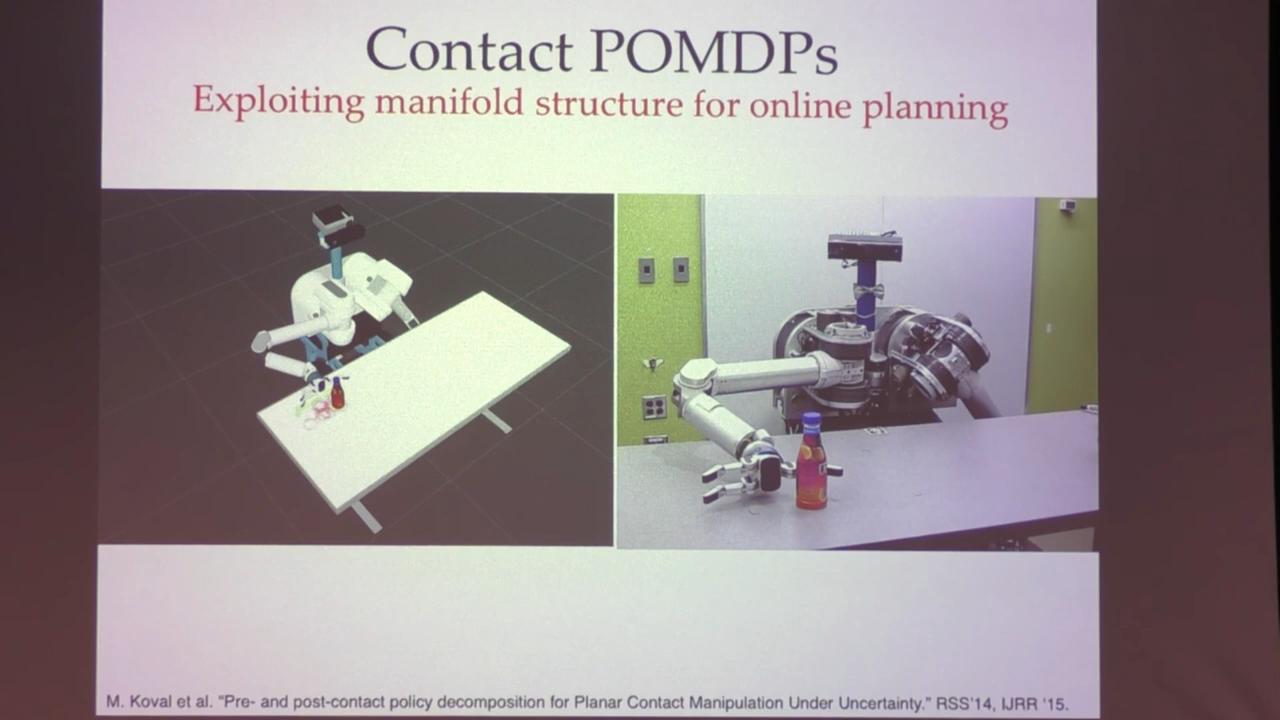 Contact POMDPs
Exploiting manifold structure for online planning
M. Koval et al. "Pre- and post-contact policy decomposition for Planar Contact Manipulation Under Uncertainty." RSS'14, IJRR '15.